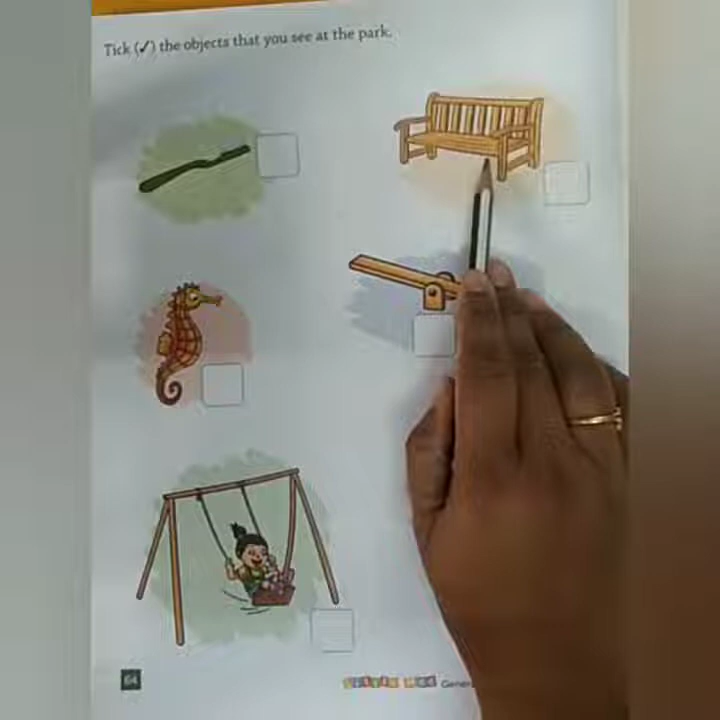 Tick (✓) the objects that you see at the park.
64